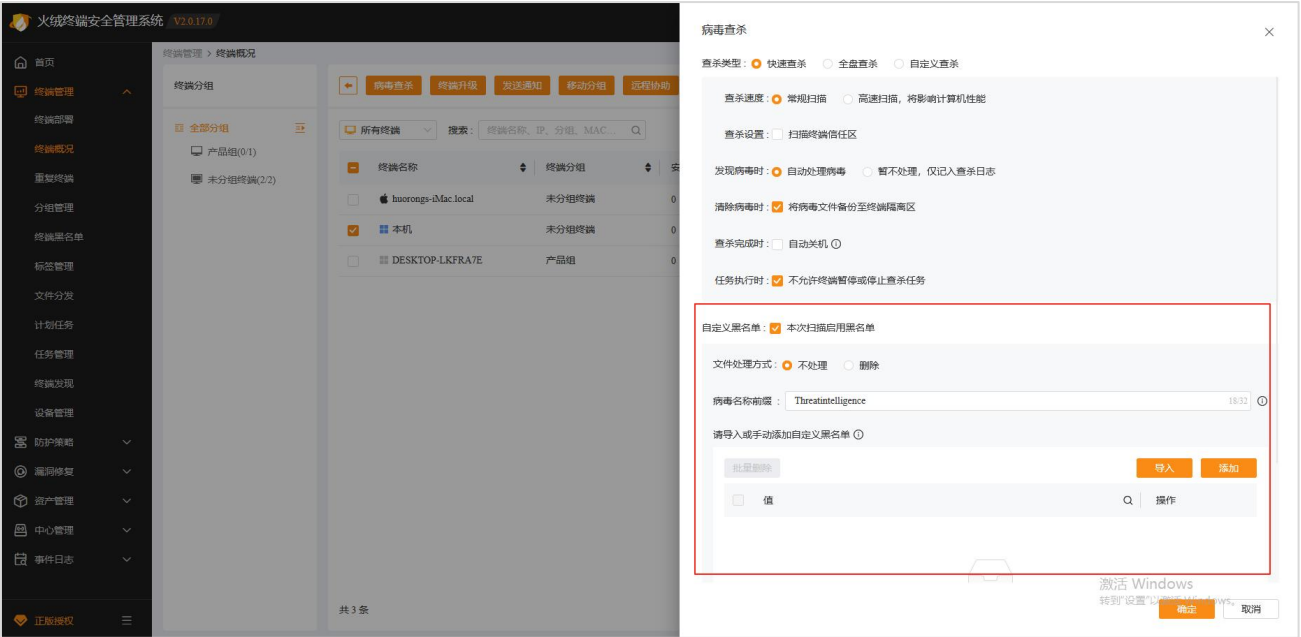 火绒终端安全管理系统 V2.0.17.0
首页
终端管理
终端部署
终端概况
重复终端
分组管理
终端黑名单
标签管理
文件分发
计划任务
任务管理
终端发现
设备管理
防护策略
漏洞修复
资产管理
中心管理
事件日志
正版授权
终端管理 > 终端概况
终端分组
全部分组
产品组(0/1)
未分组终端(2/2)
病毒查杀 终端升级 发送通知 移动分组 远程协助
所有终端 搜索: 终端名称、IP、分组、MAC...
终端名称 终端分组 安
huorongs-iMac.local 未分组终端 0
本机 未分组终端 0
DESKTOP-LKFRA7E 产品组 0
共 3 条
病毒查杀
查杀类型: 快速查杀 全盘查杀 自定义查杀
查杀速度: 常规扫描 高速扫描，将影响计算机性能
查杀设置: 扫描终端信任区
发现病毒时: 自动处理病毒 暂不处理，仅记入查杀日志
清除病毒时: 将病毒文件备份至终端隔离区
查杀完成时: 自动关机
任务执行时: 不允许终端暂停或停止查杀任务
自定义黑名单: 本次扫描启用黑名单
文件处理方式: 不处理 删除
病毒名称前缀 : Threatintelligence 18/32
请导入或手动添加自定义黑名单
批量删除 导入 添加
值 操作
激活 Windows
转到"设置"以激活 Windows。
确定 取消